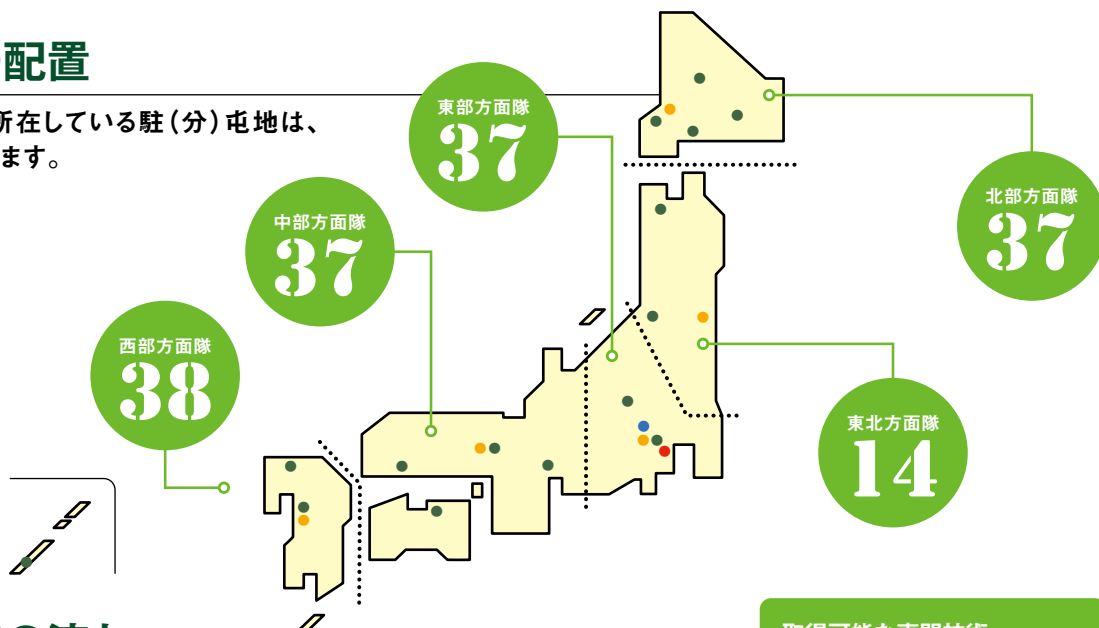 配置
所在している駐（分）屯地は、
ます。
東部方面隊
37
北部方面隊
37
中部方面隊
37
西部方面隊
38
東北方面隊
14